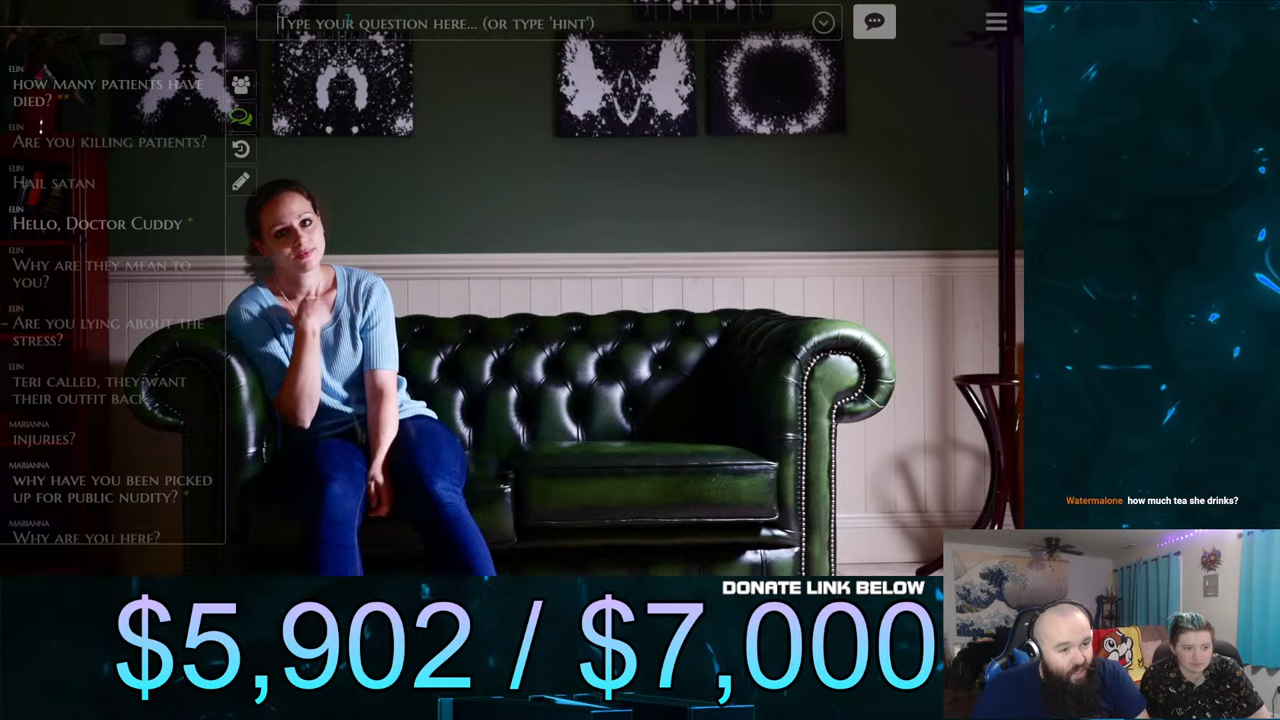 Type your question here... (or type 'hint')
Elin
How many patients have
died? **
Elin
Are you killing patients?
Elin
Hail satan
Elin
Hello, Doctor Cuddy *
Elin
Why are they mean to
you?
Elin
Are you lying about the
stress?
Elin
teri called, they want
their outfit back
Marianna
injuries?
Marianna
why have you been picked
up for public nudity? *
Marianna
Why are you here?
Watermalone how much tea she drinks?
DONATE LINK BELOW
$5,902 / $7,000